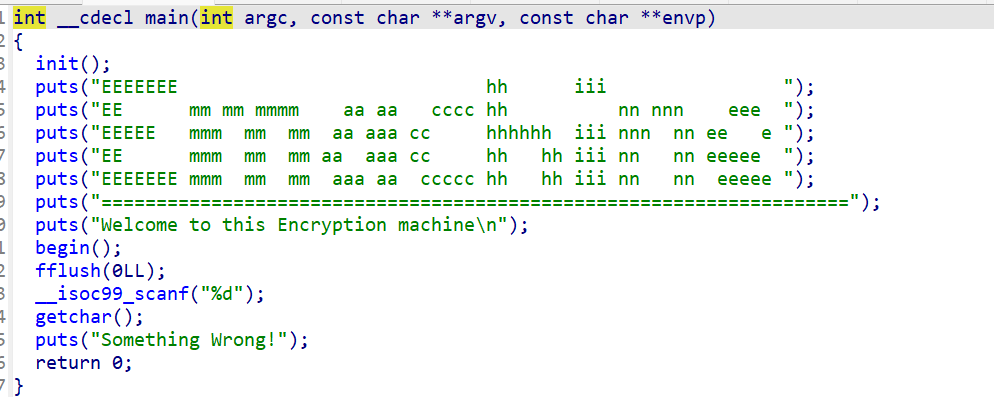 1 int __cdecl main(int argc, const char **argv, const char **envp)
2 {
3   init();
4   puts("EEEEEEE                            hh      iii                ");
5   puts("EE      mm mm mmmm    aa aa   cccc hh          nn nnn    eee  ");
6   puts("EEEEE   mmm  mm  mm  aa aaa cc     hhhhhh  iii nnn  nn ee   e ");
7   puts("EE      mmm  mm  mm aa  aaa cc     hh   hh iii nn   nn eeeee  ");
8   puts("EEEEEEE mmm  mm  mm  aaa aa  ccccc hh   hh iii nn   nn  eeeee ");
9   puts("====================================================================");
0   puts("Welcome to this Encryption machine\n");
1   begin();
2   fflush(0LL);
3   __isoc99_scanf("%d");
4   getchar();
5   puts("Something Wrong!");
6   return 0;
7 }